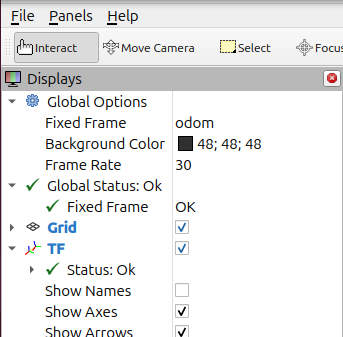 File Panels Help
Interact Move Camera Select Focus
Displays
Global Options
Fixed Frame odom
Background Color 48; 48; 48
Frame Rate 30
Global Status: Ok
Fixed Frame OK
Grid
TF
Status: Ok
Show Names
Show Axes
Show Arrows